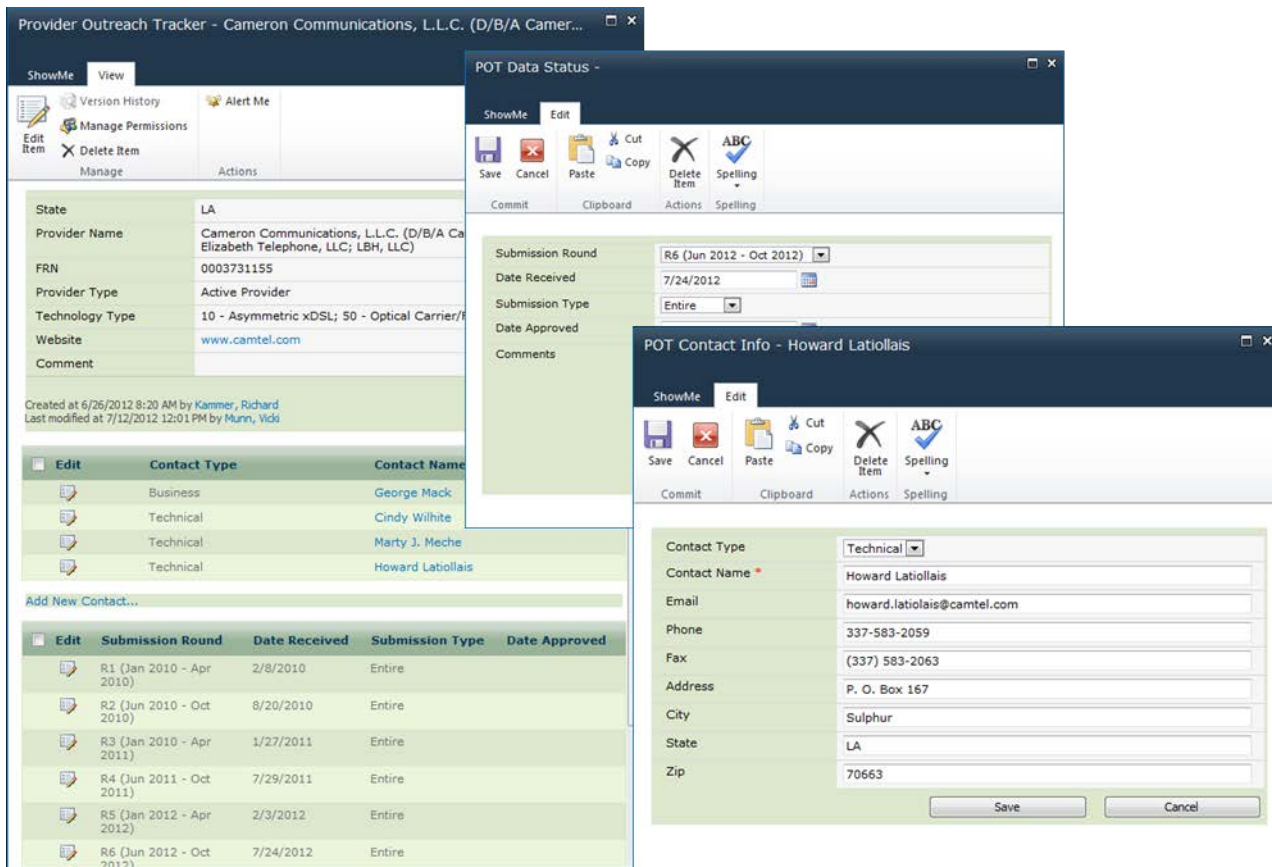 Provider Outreach Tracker - Cameron Communications, L.L.C. (D/B/A Camer...
ShowMe View
Version History
Manage Permissions
Delete Item
Edit
Item
Manage
Alert Me
Actions
State LA
Provider Name Cameron Communications, L.L.C. (D/B/A Ca
Elizabeth Telephone, LLC; LBH, LLC)
FRN 0003731155
Provider Type Active Provider
Technology Type 10 - Asymmetric xDSL; 50 - Optical Carrier/F
Website www.camtel.com
Comment
Created at 6/26/2012 8:20 AM by Kammer, Richard
Last modified at 7/12/2012 12:01 PM by Munn, Vicki
Edit Contact Type Contact Name
Business George Mack
Technical Cindy Wilhite
Technical Marty J. Meche
Technical Howard Latiollais
Add New Contact...
Edit Submission Round Date Received Submission Type Date Approved
R1 (Jan 2010 - Apr 2/8/2010 Entire
2010)
R2 (Jun 2010 - Oct 8/20/2010 Entire
2010)
R3 (Jan 2010 - Apr 1/27/2011 Entire
2011)
R4 (Jun 2011 - Oct 7/29/2011 Entire
2011)
R5 (Jan 2012 - Apr 2/3/2012 Entire
2012)
R6 (Jun 2012 - Oct 7/24/2012 Entire
2012)
POT Data Status -
ShowMe Edit
Save Cancel Paste
Cut
Copy
Delete
Item
ABC
Spelling
Commit Clipboard Actions Spelling
Submission Round R6 (Jun 2012 - Oct 2012)
Date Received 7/24/2012
Submission Type Entire
Date Approved
Comments
POT Contact Info - Howard Latiollais
ShowMe Edit
Save Cancel Paste
Cut
Copy
Delete
Item
ABC
Spelling
Commit Clipboard Actions Spelling
Contact Type Technical
Contact Name * Howard Latiollais
Email howard.latiolais@camtel.com
Phone 337-583-2059
Fax (337) 583-2063
Address P. O. Box 167
City Sulphur
State LA
Zip 70663
Save Cancel